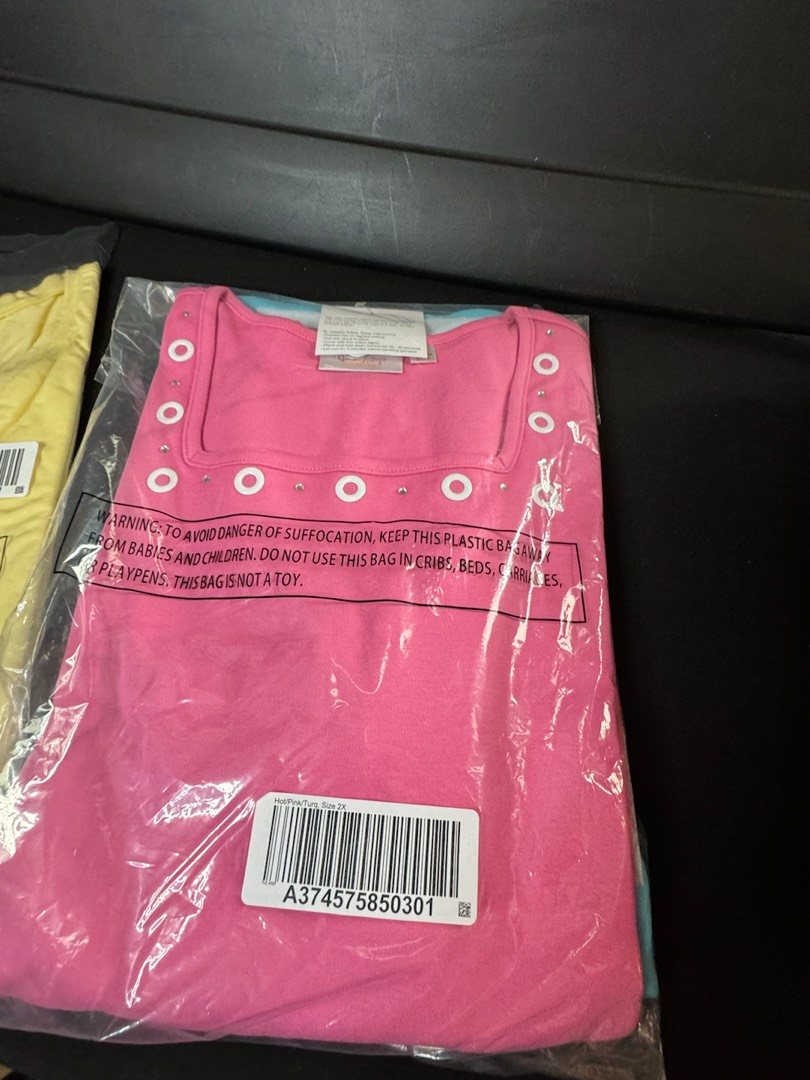 WARNING: TO AVOID DANGER OF SUFFOCATION, KEEP THIS PLASTIC BAG AWAY
FROM BABIES AND CHILDREN. DO NOT USE THIS BAG IN CRIBS, BEDS, CARRIAGES,
OR PLAYPENS. THIS BAG IS NOT A TOY.
Hot/Pink/Turq, Size 2X
A374575850301